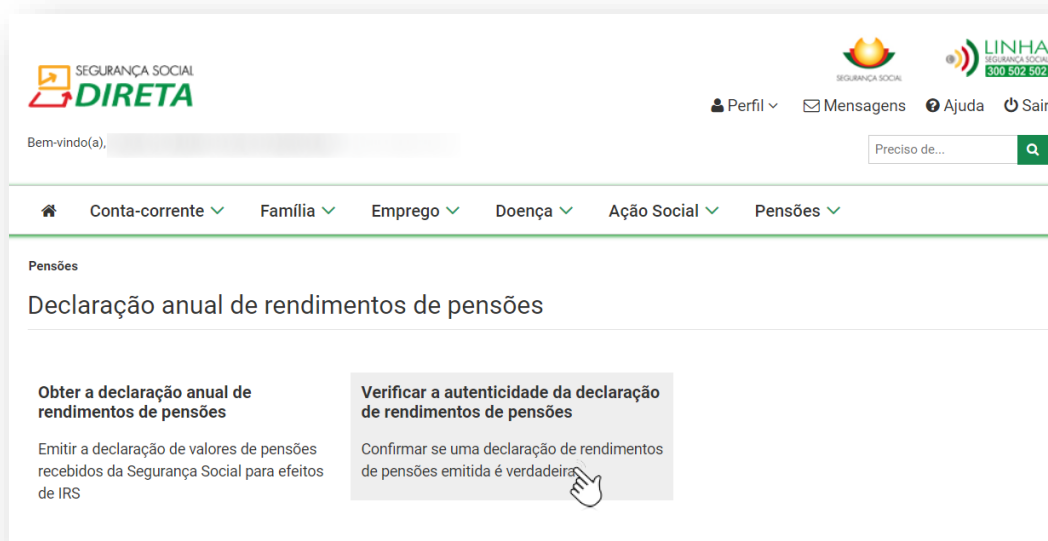 SEGURANÇA SOCIAL
DIRETA
SEGURANÇA SOCIAL
LINHA
SEGURANÇA SOCIAL
300 502 502
Perfil
Mensagens
Ajuda
Sair
Bem-vindo(a),
Preciso de...
Conta-corrente
Família
Emprego
Doença
Ação Social
Pensões
Pensões
Declaração anual de rendimentos de pensões
Obter a declaração anual de
rendimentos de pensões
Emitir a declaração de valores de pensões
recebidos da Segurança Social para efeitos
de IRS
Verificar a autenticidade da declaração
de rendimentos de pensões
Confirmar se uma declaração de rendimentos
de pensões emitida é verdadeira